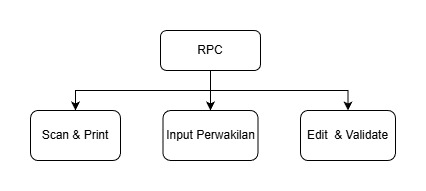 RPC
Scan & Print
Input Perwakilan
Edit & Validate